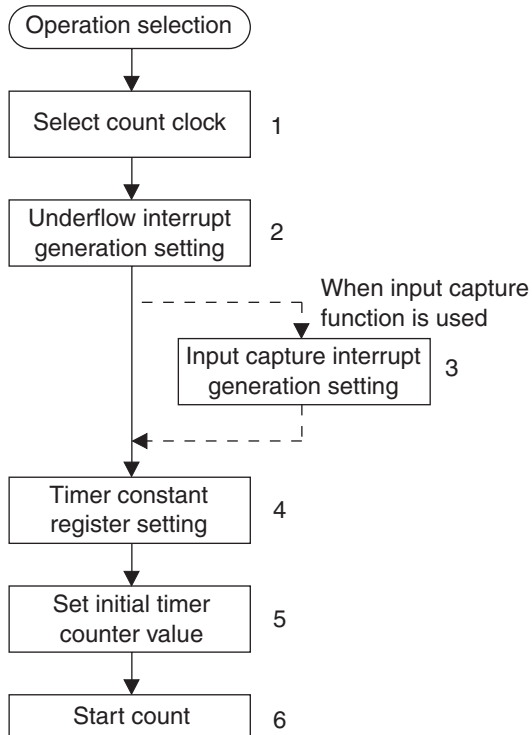 Operation selection
Select count clock
1
Underflow interrupt
generation setting
2
When input capture
function is used
Input capture interrupt
generation setting
3
Timer constant
register setting
4
Set initial timer
counter value
5
Start count
6